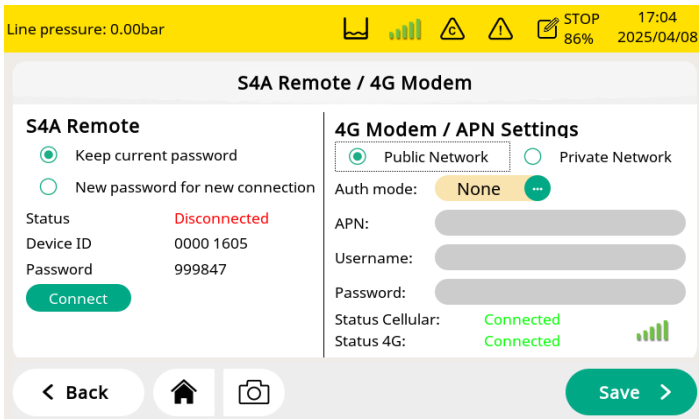 Line pressure: 0.00bar
C
STOP
86%
17:04
2025/04/08
S4A Remote / 4G Modem
S4A Remote
Keep current password
New password for new connection
Status Disconnected
Device ID 0000 1605
Password 999847
Connect
4G Modem / APN Settings
Public Network Private Network
Auth mode: None ...
APN:
Username:
Password:
Status Cellular: Connected
Status 4G: Connected
Back
Save